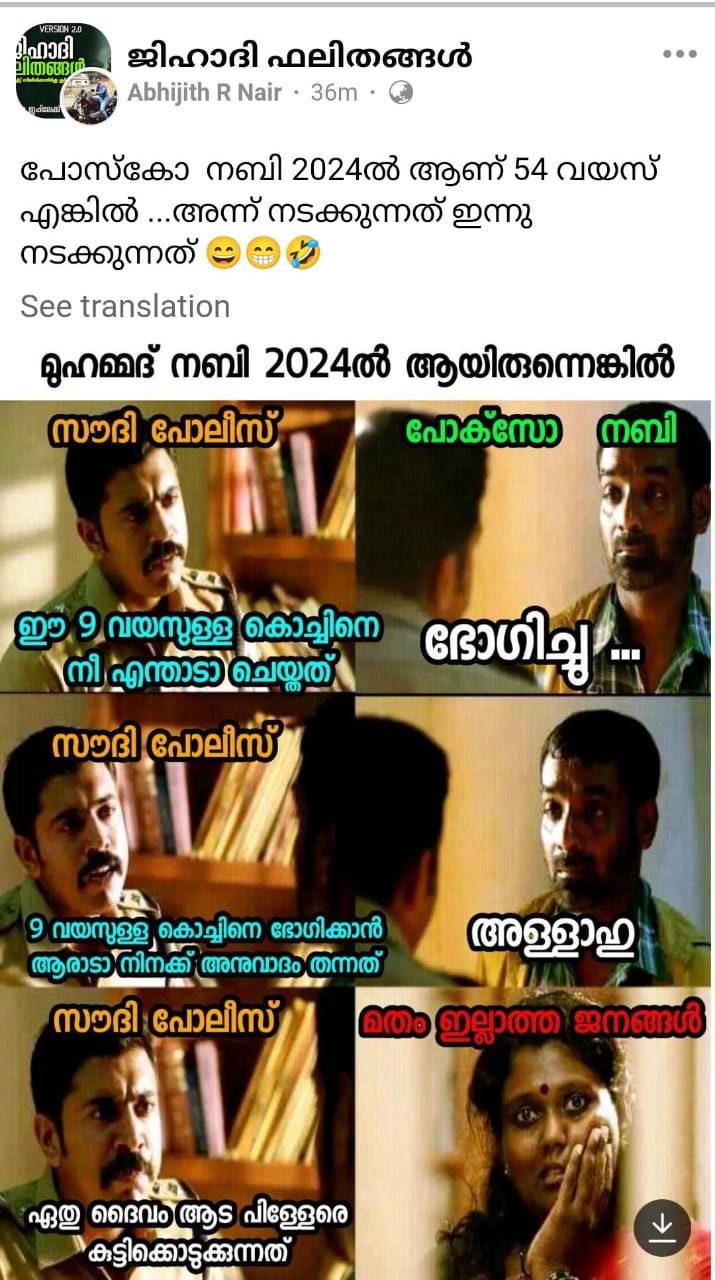 VERSION 2.0
ജിഹാദി ഫലിതങ്ങൾ
Abhijith R Nair · 36m ·
പോസ്കോ നബി 2024ൽ ആണ് 54 വയസ്
എങ്കിൽ ...അന്ന് നടക്കുന്നത് ഇന്നു
നടക്കുന്നത് 😄😁🤣
See translation
മുഹമ്മദ് നബി 2024ൽ ആയിരുന്നെങ്കിൽ
സൗദി പോലീസ്
പോക്സോ നബി
ഈ 9 വയസുള്ള കൊച്ചിനെ
നീ എന്താടാ ചെയ്തത്
ഭോഗിച്ചു ...
സൗദി പോലീസ്
9 വയസുള്ള കൊച്ചിനെ ഭോഗിക്കാൻ
ആരാടാ നിനക്ക് അനുവാദം തന്നത്
അള്ളാഹു
സൗദി പോലീസ്
മതം ഇല്ലാത്ത ജനങ്ങൾ
ഏതു ദൈവം ആട പിള്ളേരെ
കുട്ടിക്കൊടുക്കുന്നത്